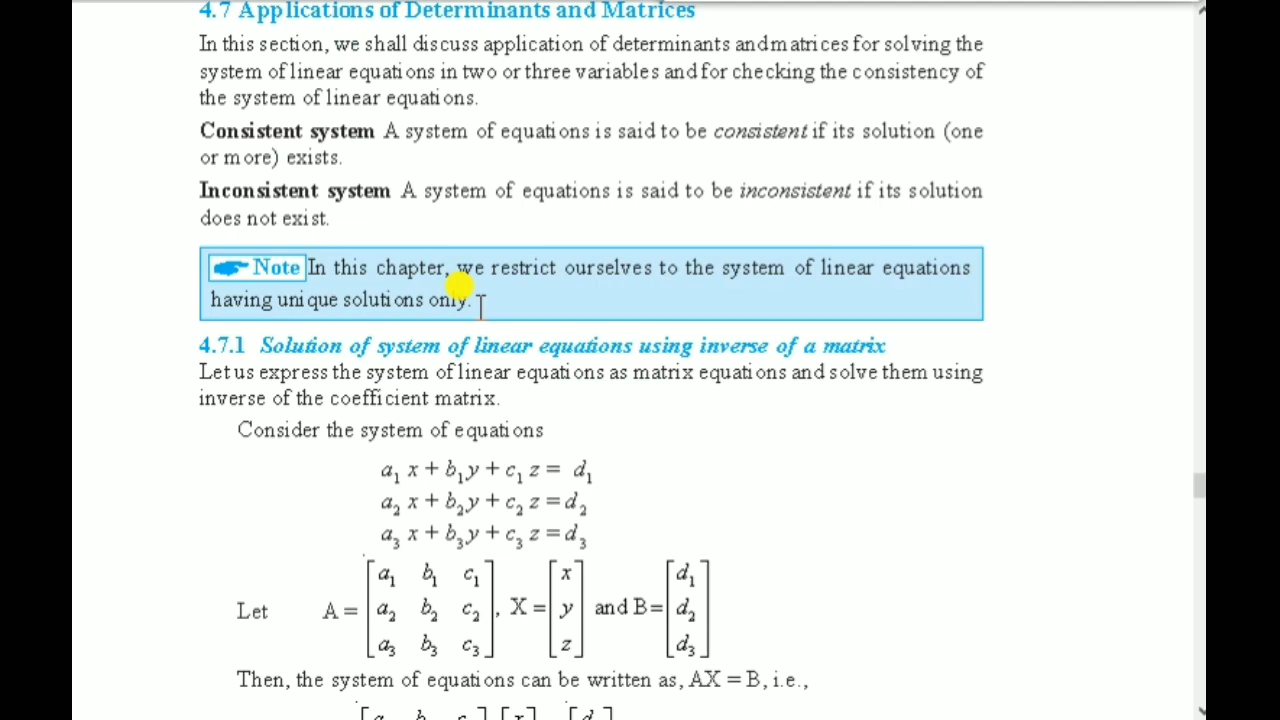 4.7 Applications of Determinants and Matrices
In this section, we shall discuss application of determinants and matrices for solving the
system of linear equations in two or three variables and for checking the consistency of
the system of linear equations.
Consistent system A system of equations is said to be consistent if its solution (one
or more) exists.
Inconsistent system A system of equations is said to be inconsistent if its solution
does not exist.
Note In this chapter, we restrict ourselves to the system of linear equations
having unique solutions only.
4.7.1 Solution of system of linear equations using inverse of a matrix
Let us express the system of linear equations as matrix equations and solve them using
inverse of the coefficient matrix.
Consider the system of equations
a₁ x + b₁y + c₁ z = d₁
a₂ x + b₂y + c₂ z = d₂
a₃ x + b₃y + c₃ z = d₃
a₁ b₁ c₁ x d₁
Let A = a₂ b₂ c₂ , X = y and B = d₂
a₃ b₃ c₃ z d₃
Then, the system of equations can be written as, AX = B, i.e.,